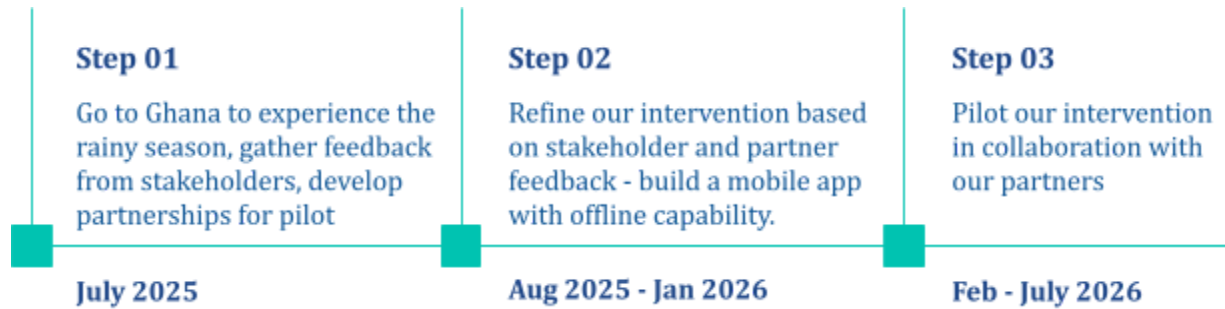 Step 01
Go to Ghana to experience the
rainy season, gather feedback
from stakeholders, develop
partnerships for pilot
July 2025
Step 02
Refine our intervention based
on stakeholder and partner
feedback - build a mobile app
with offline capability.
Aug 2025 - Jan 2026
Step 03
Pilot our intervention
in collaboration with
our partners
Feb - July 2026